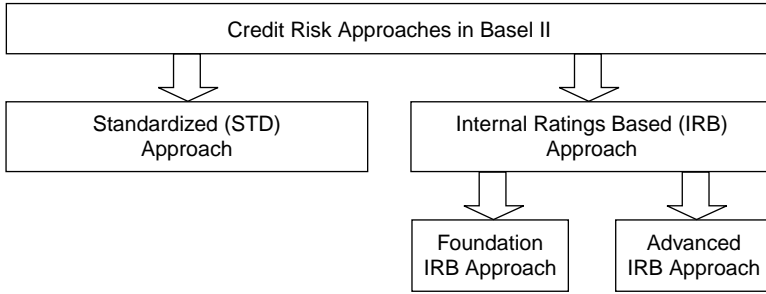 Credit Risk Approaches in Basel II
Standardized (STD)
Approach
Internal Ratings Based (IRB)
Approach
Foundation
IRB Approach
Advanced
IRB Approach